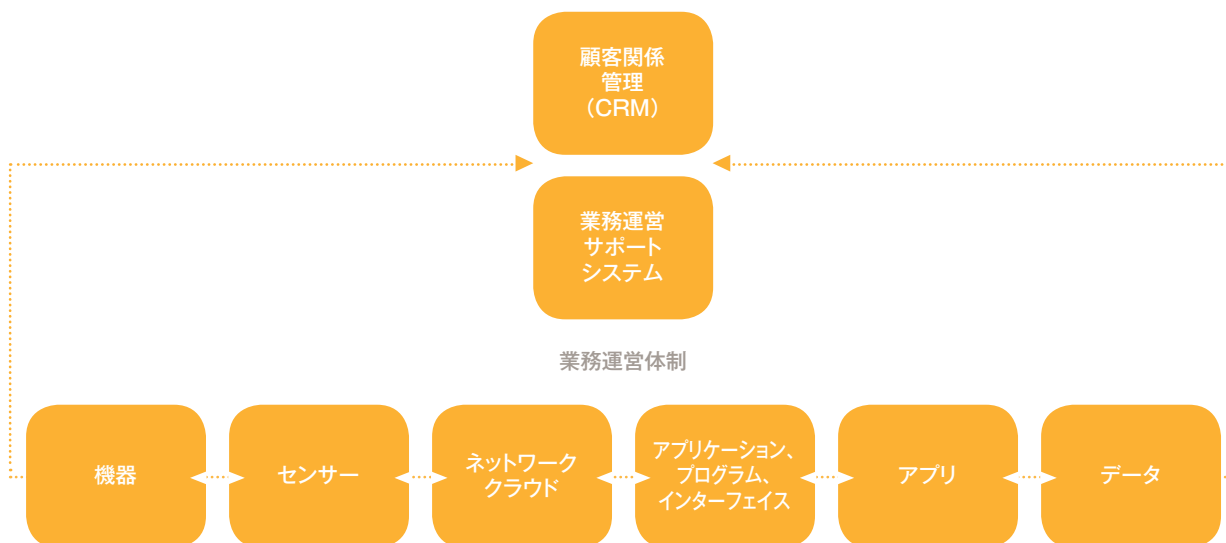 顧客関係
管理
（CRM）
業務運営
サポート
システム
業務運営体制
機器
センサー
ネットワーク
クラウド
アプリケーション、
プログラム、
インターフェイス
アプリ
データ